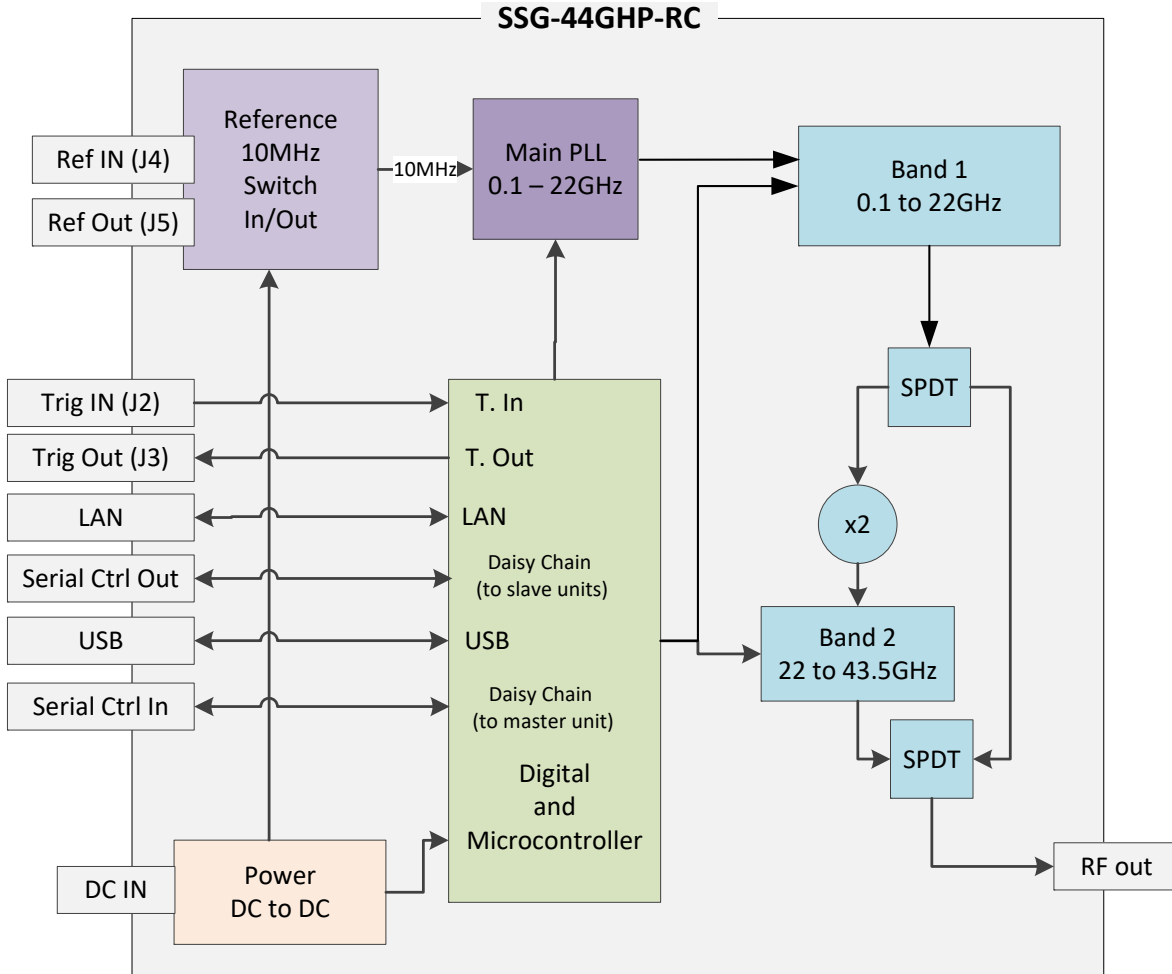 SSG-44GHP-RC
Reference
10MHz
Switch
In/Out
Ref IN (J4)
Ref Out (J5)
10MHz
Main PLL
0.1 – 22GHz
Band 1
0.1 to 22GHz
SPDT
x2
Band 2
22 to 43.5GHz
SPDT
RF out
Trig IN (J2)
T. In
Trig Out (J3)
T. Out
LAN
LAN
Serial Ctrl Out
Daisy Chain
(to slave units)
USB
USB
Serial Ctrl In
Daisy Chain
(to master unit)
Digital
and
Microcontroller
DC IN
Power
DC to DC